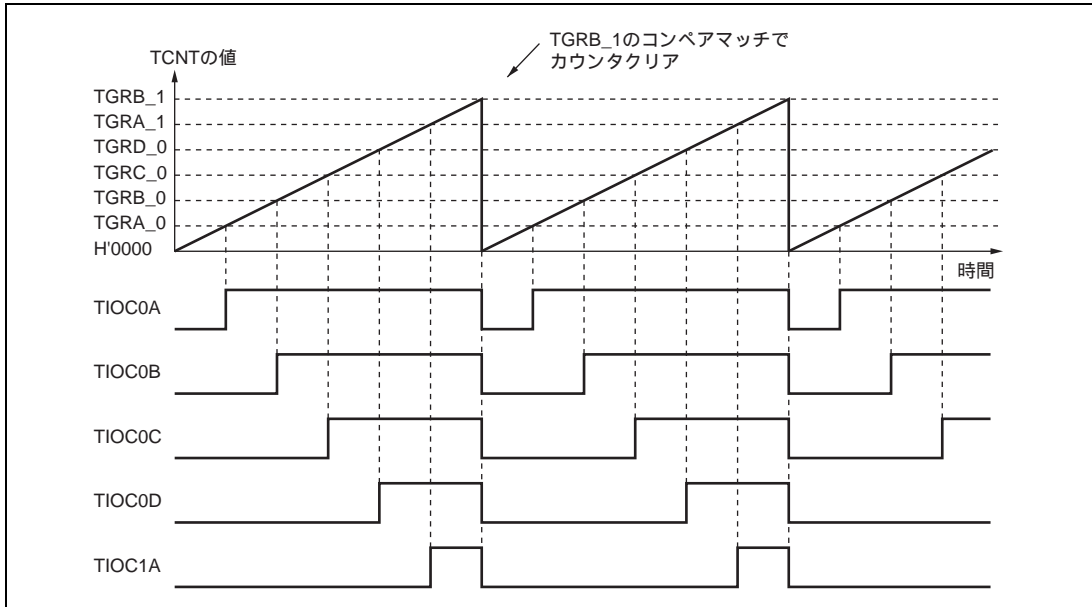 TGRB_1のコンペアマッチで
カウンタクリア
TCNTの値
TGRB_1
TGRA_1
TGRD_0
TGRC_0
TGRB_0
TGRA_0
H'0000
時間
TIOC0A
TIOC0B
TIOC0C
TIOC0D
TIOC1A